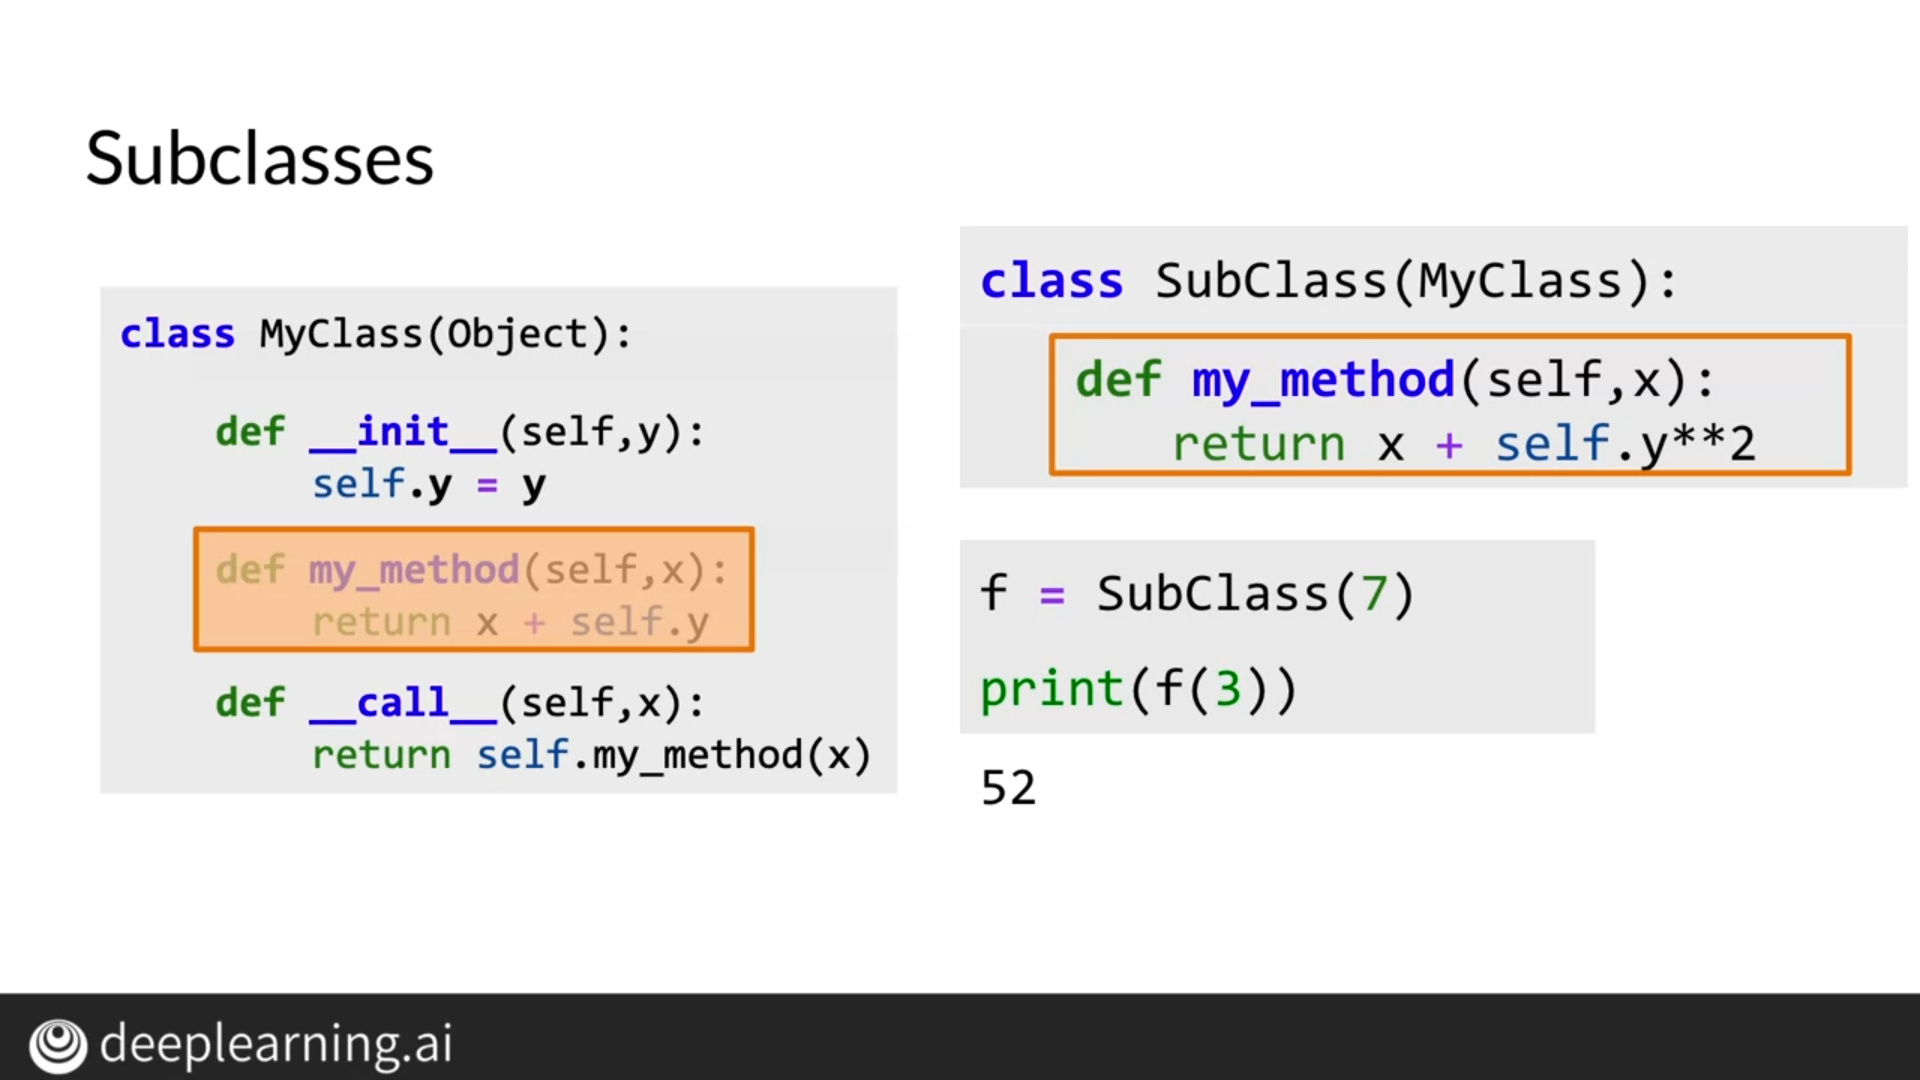 Subclasses
class MyClass(Object):
def __init__(self,y):
self.y = y
def my_method(self,x):
return x + self.y
def __call__(self,x):
return self.my_method(x)
class SubClass(MyClass):
def my_method(self,x):
return x + self.y**2
f = SubClass(7)
print(f(3))
52
deeplearning.ai